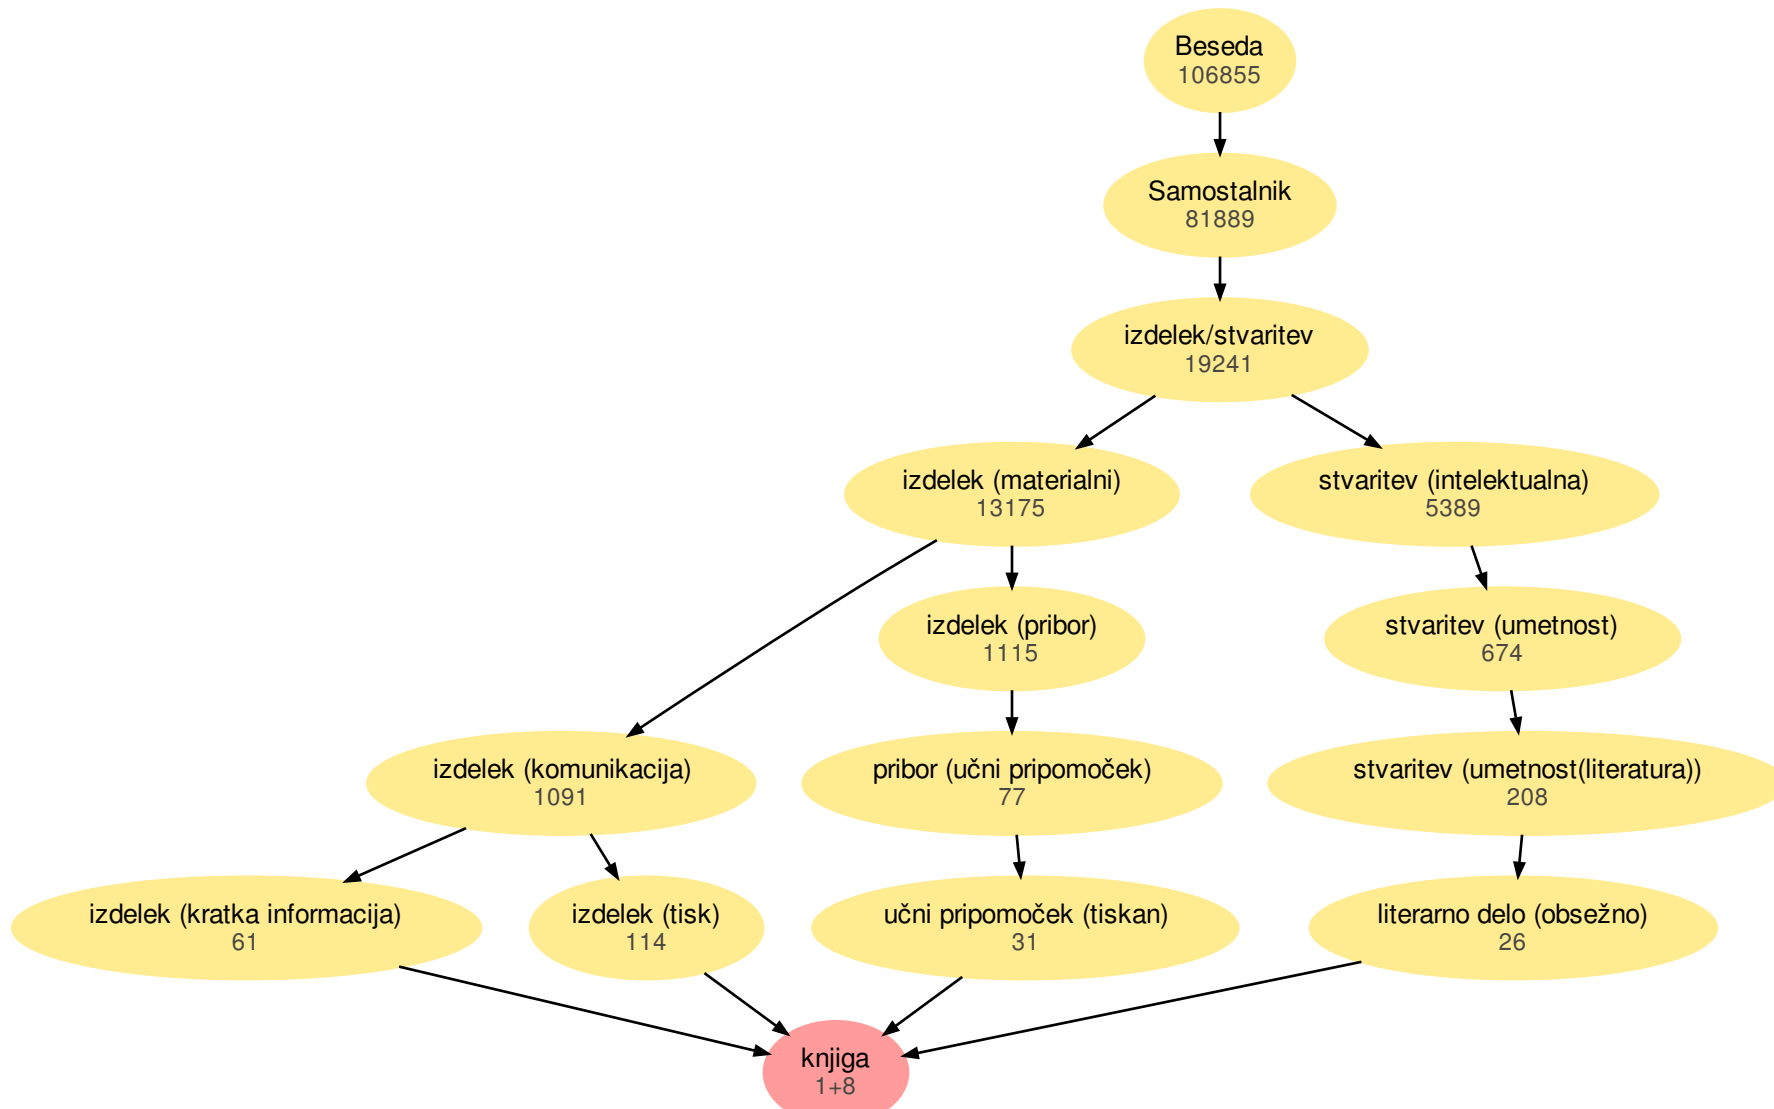 Beseda
106855
Samostalnik
81889
izdelek/stvaritev
19241
izdelek (materialni)
13175
stvaritev (intelektualna)
5389
izdelek (pribor)
1115
stvaritev (umetnost)
674
izdelek (komunikacija)
1091
pribor (učni pripomoček)
77
stvaritev (umetnost(literatura))
208
izdelek (kratka informacija)
61
izdelek (tisk)
114
učni pripomoček (tiskan)
31
literarno delo (obsežno)
26
knjiga
1+8